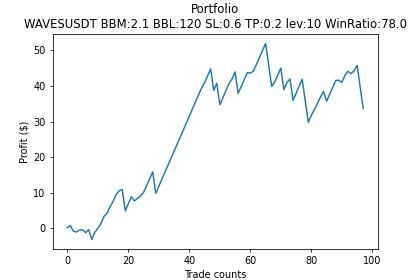 Portfolio
WAVESUSDT BBM:2.1 BBL:120 SL:0.6 TP:0.2 lev:10 WinRatio:78.0
50
40
30
20
10
0
Profit ($)
0 20 40 60 80 100
Trade counts